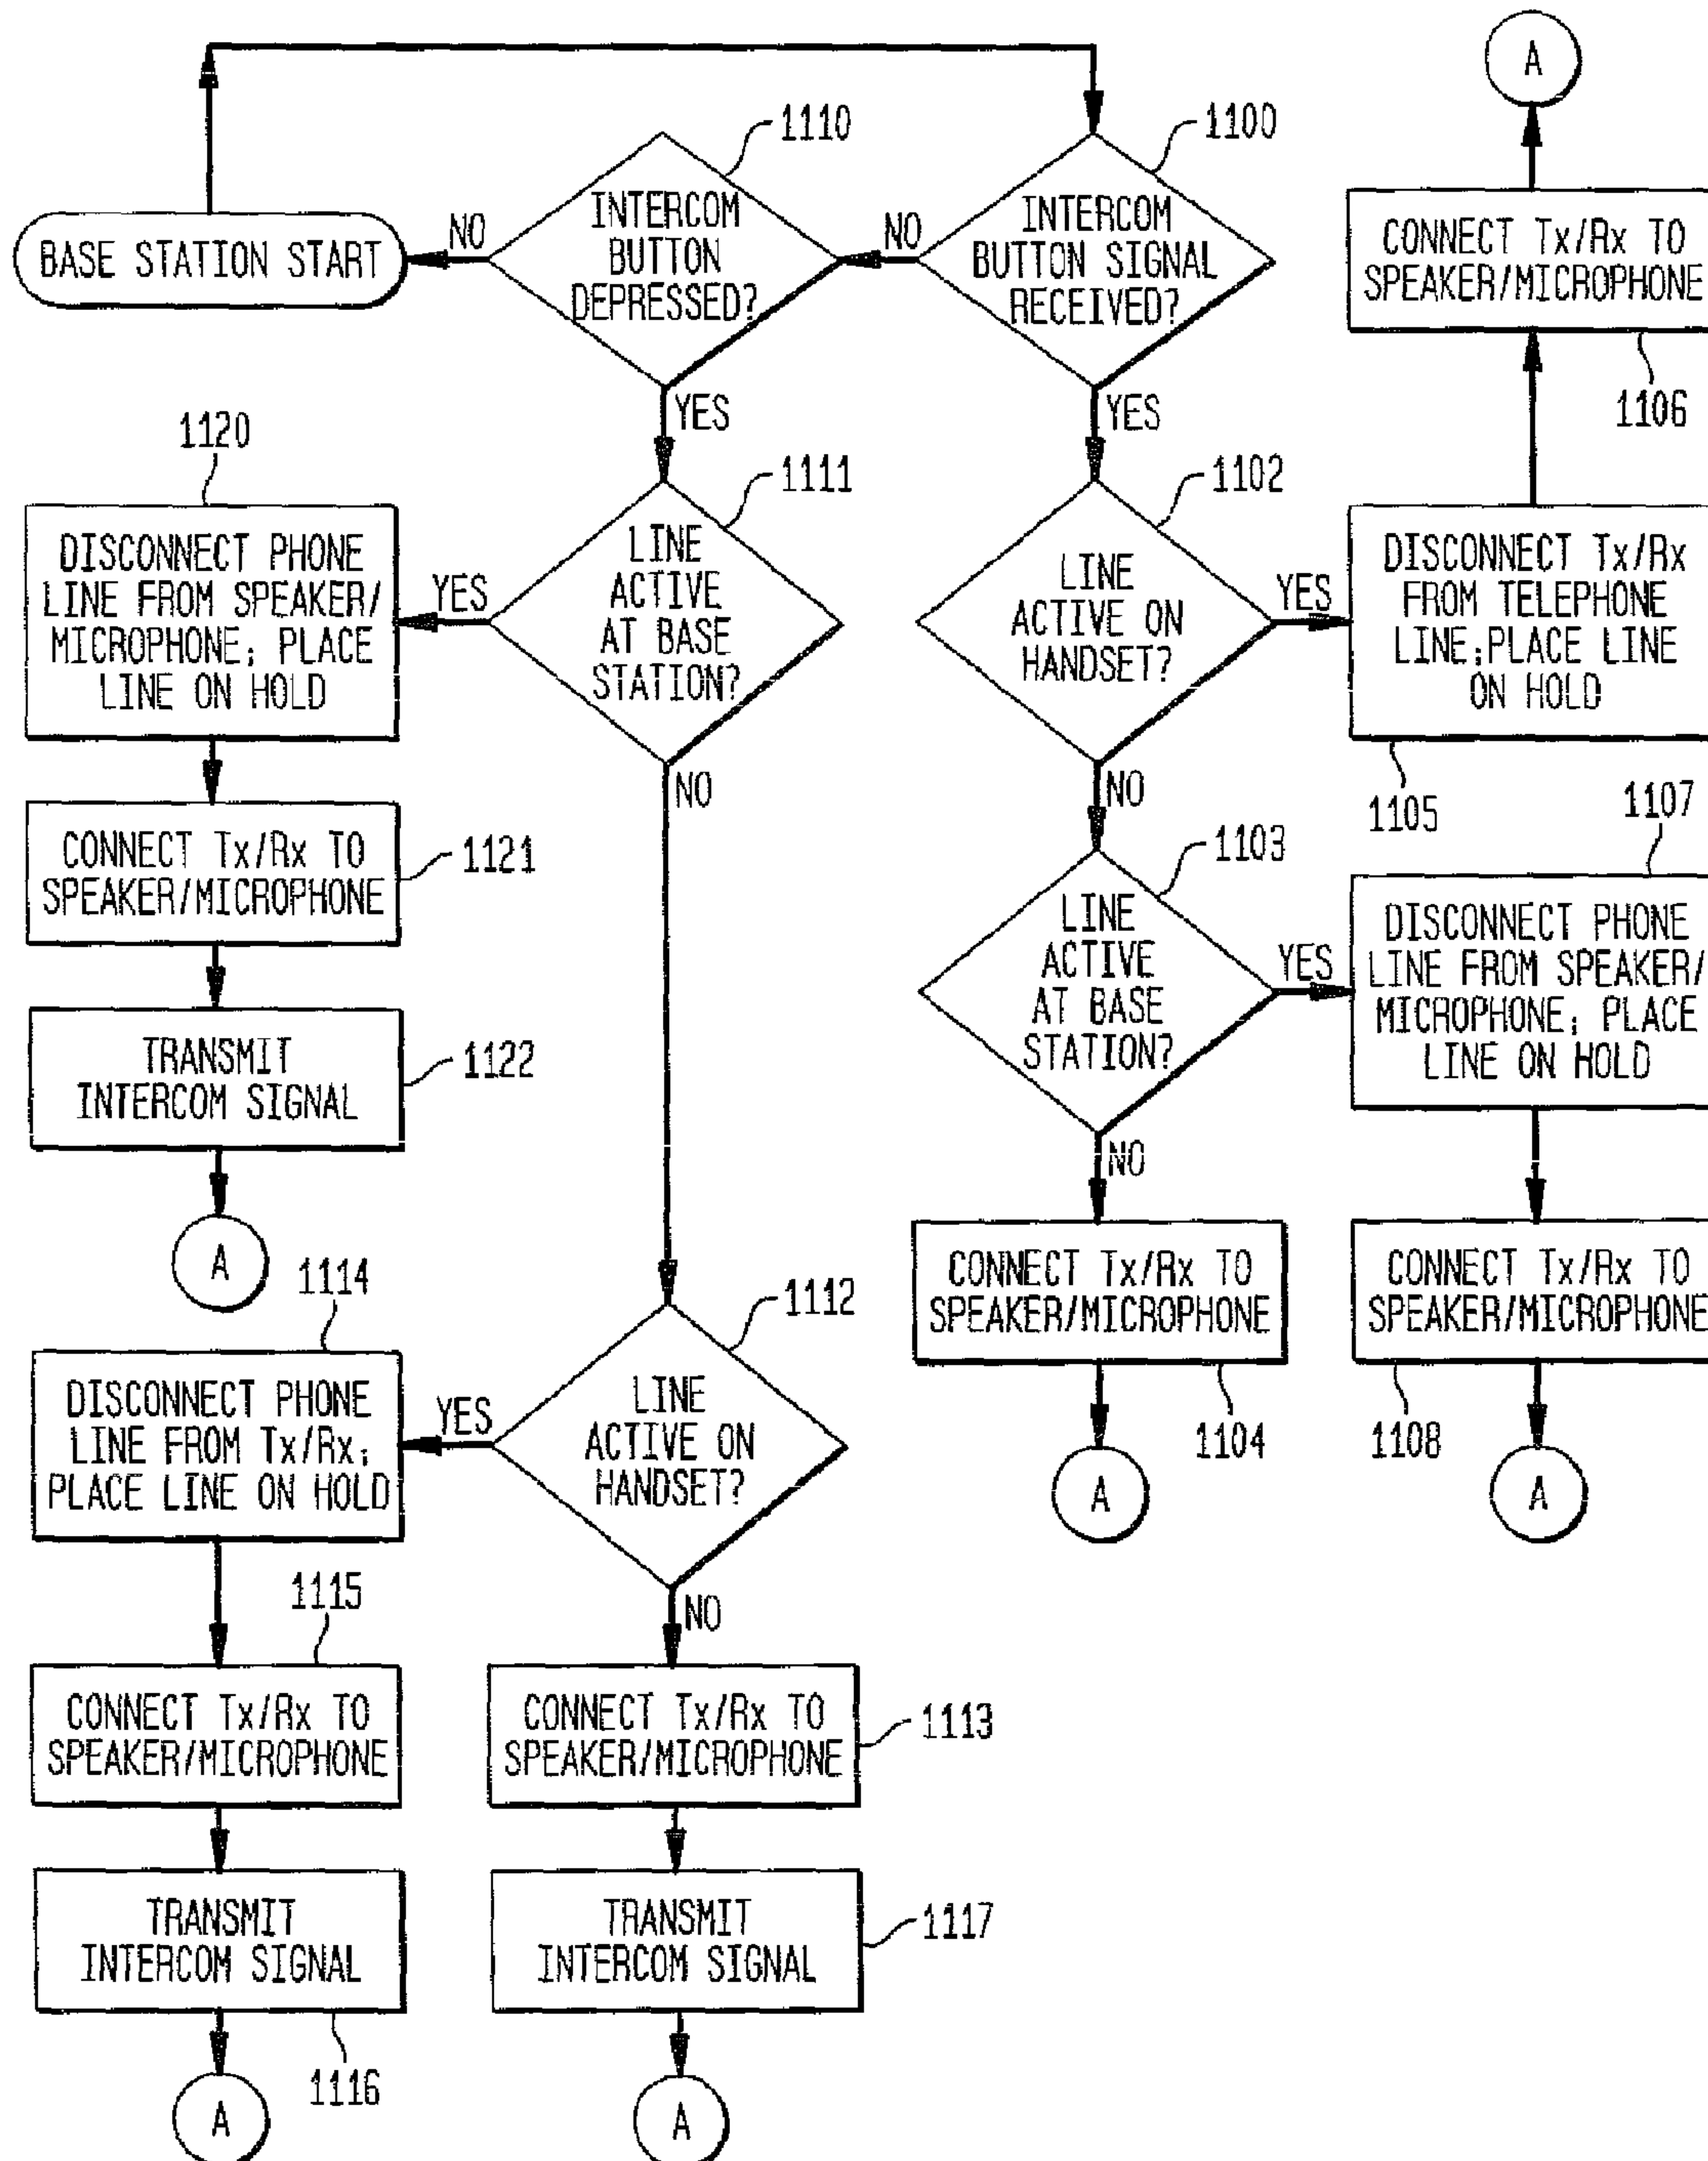 A
1110
1100
BASE STATION START
NO
INTERCOM
BUTTON
DEPRESSED?
NO
INTERCOM
BUTTON SIGNAL
RECEIVED?
CONNECT Tx/Rx TO
SPEAKER/MICROPHONE
1106
YES
YES
1120
1111
1102
DISCONNECT PHONE
LINE FROM SPEAKER/
MICROPHONE; PLACE
LINE ON HOLD
YES
LINE
ACTIVE
AT BASE
STATION?
LINE
ACTIVE ON
HANDSET?
YES
DISCONNECT Tx/Rx
FROM TELEPHONE
LINE;PLACE LINE
ON HOLD
NO
NO
1105
1107
CONNECT Tx/Rx TO
SPEAKER/MICROPHONE
1121
1103
LINE
ACTIVE
AT BASE
STATION?
YES
DISCONNECT PHONE
LINE FROM SPEAKER/
MICROPHONE; PLACE
LINE ON HOLD
TRANSMIT
INTERCOM SIGNAL
1122
NO
A
1114
1112
CONNECT Tx/Rx TO
SPEAKER/MICROPHONE
1104
CONNECT Tx/Rx TO
SPEAKER/MICROPHONE
1108
DISCONNECT PHONE
LINE FROM Tx/Rx;
PLACE LINE ON HOLD
YES
LINE
ACTIVE ON
HANDSET?
A
A
1115
NO
CONNECT Tx/Rx TO
SPEAKER/MICROPHONE
CONNECT Tx/Rx TO
SPEAKER/MICROPHONE
1113
TRANSMIT
INTERCOM SIGNAL
1116
TRANSMIT
INTERCOM SIGNAL
1117
A
A